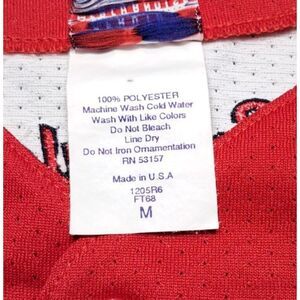 100% POLYESTER
Machine Wash Cold Water
Wash With Like Colors
Do Not Bleach
Line Dry
Do Not Iron Ornamentation
RN 53157
Made in U.S.A
1205R6
FT68
M